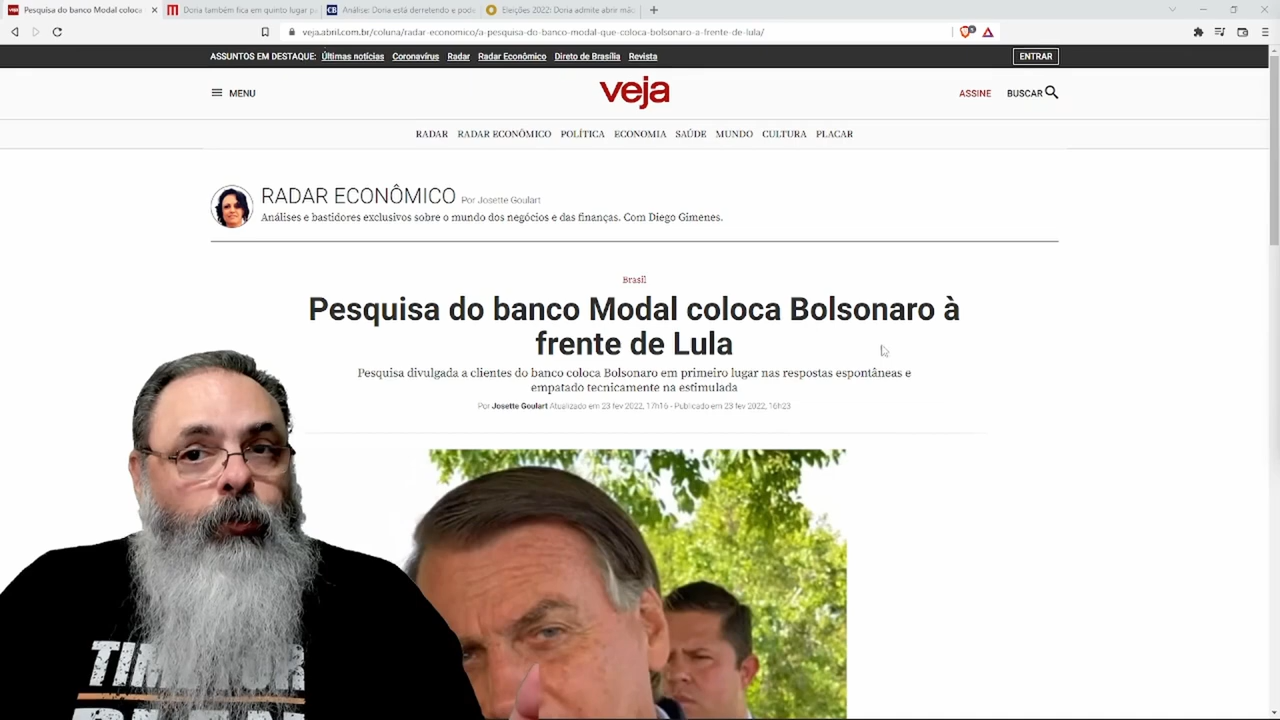 Pesquisa do banco Modal coloca
Doria também fica em quinto lugar p
Análise: Doria está derretendo e pode
Eleições 2022: Doria admite abrir mão
veja.abril.com.br/coluna/radar-economico/a-pesquisa-do-banco-modal-que-coloca-bolsonaro-a-frente-de-lula/
ASSUNTOS EM DESTAQUE: Últimas notícias Coronavírus Radar Radar Econômico Direto de Brasília Revista ENTRAR
MENU veja ASSINE BUSCAR
RADAR RADAR ECONÔMICO POLÍTICA ECONOMIA SAÚDE MUNDO CULTURA PLACAR
RADAR ECONÔMICO Por Josette Goulart
Análises e bastidores exclusivos sobre o mundo dos negócios e das finanças. Com Diego Gimenes.
Brasil
Pesquisa do banco Modal coloca Bolsonaro à
frente de Lula
Pesquisa divulgada a clientes do banco coloca Bolsonaro em primeiro lugar nas respostas espontâneas e
empatado tecnicamente na estimulada
Por Josette Goulart Atualizado em 23 fev 2022, 17h16 - Publicado em 23 fev 2022, 16h23